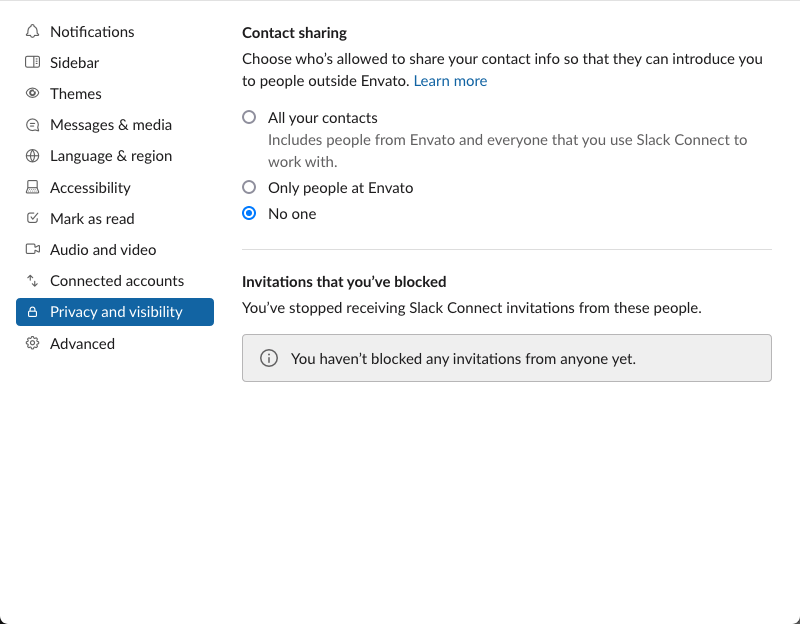 Notifications
Sidebar
Themes
Messages & media
Language & region
Accessibility
Mark as read
Audio and video
Connected accounts
Privacy and visibility
Advanced
Contact sharing
Choose who’s allowed to share your contact info so that they can introduce you
to people outside Envato. Learn more
All your contacts
Includes people from Envato and everyone that you use Slack Connect to
work with.
Only people at Envato
No one
Invitations that you’ve blocked
You’ve stopped receiving Slack Connect invitations from these people.
You haven’t blocked any invitations from anyone yet.